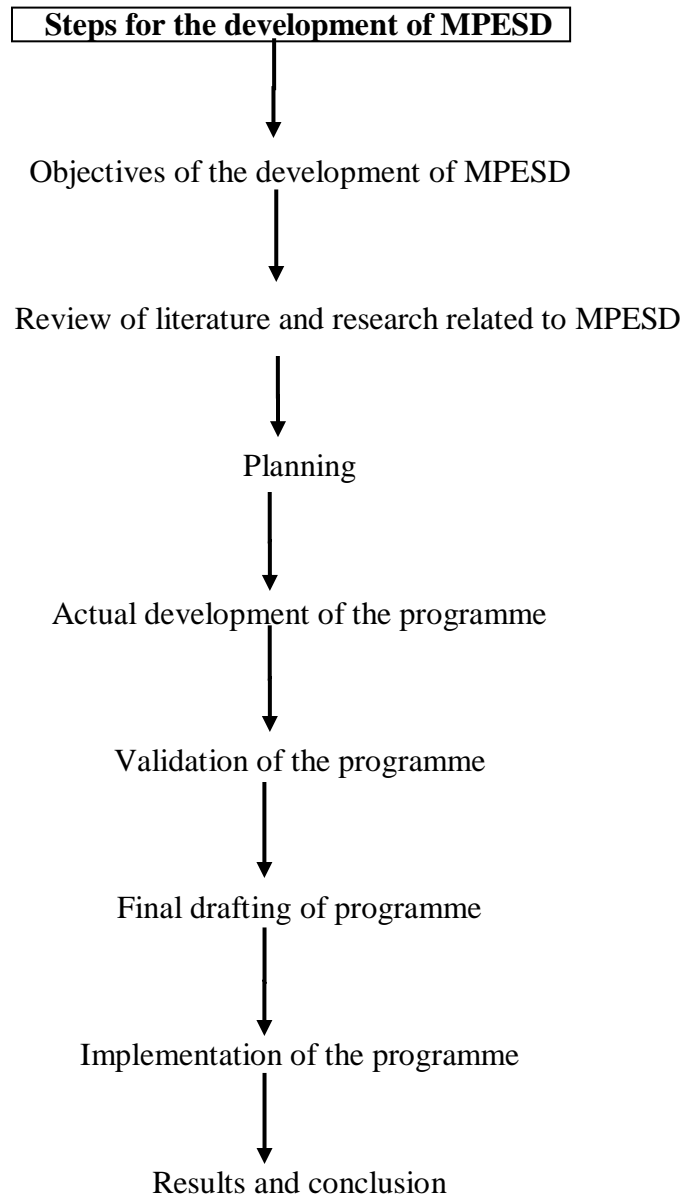 Steps for the development of MPESD
Objectives of the development of MPESD
Review of literature and research related to MPESD
Planning
Actual development of the programme
Validation of the programme
Final drafting of programme
Implementation of the programme
Results and conclusion